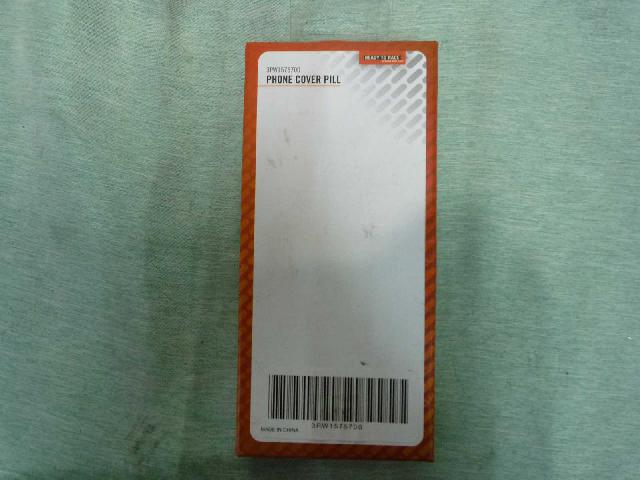 READY TO RACE
3PW1575700
PHONE COVER PILL
MADE IN CHINA
3PW1575700